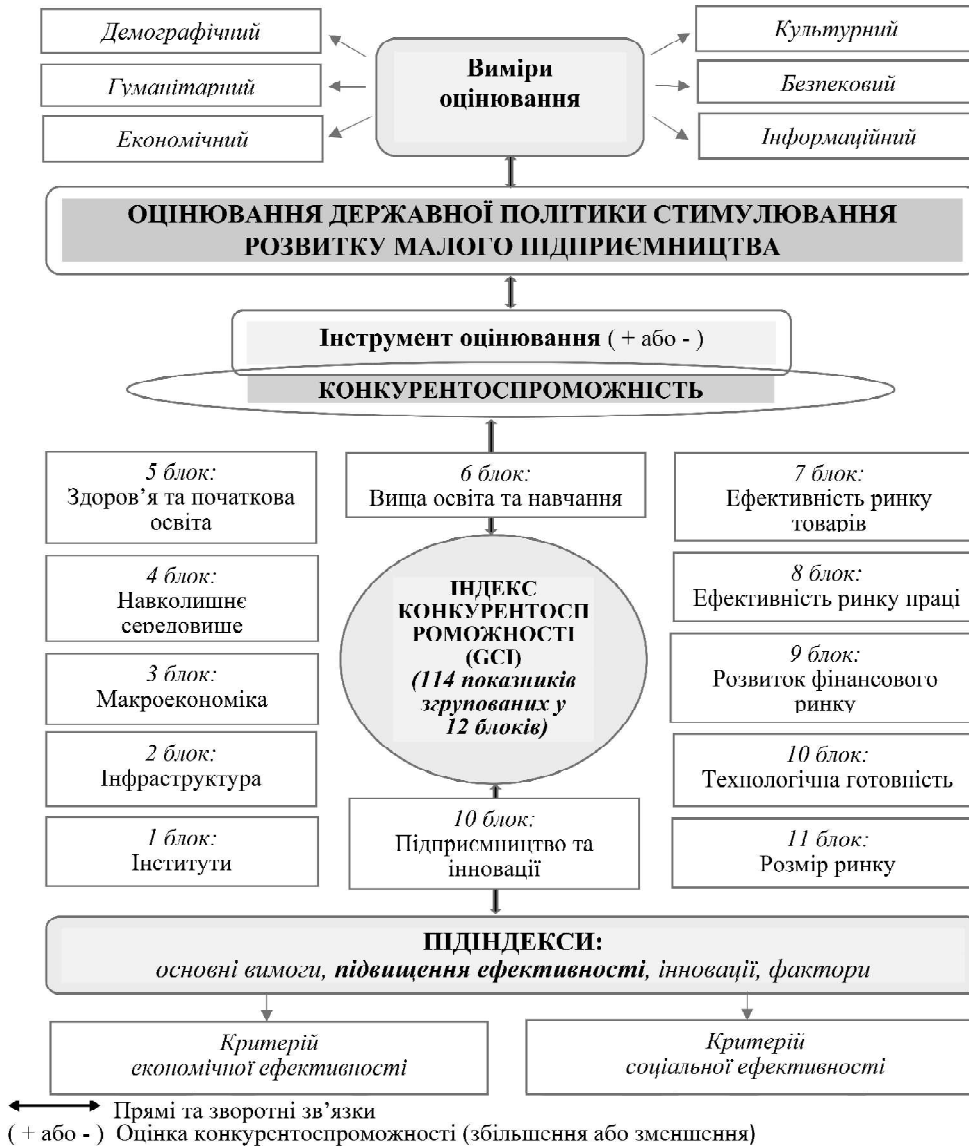 Демографічний
Гуманітарний
Економічний
Виміри
оцінювання
Культурний
Безпековий
Інформаційний
ОЦІНЮВАННЯ ДЕРЖАВНОЇ ПОЛІТИКИ СТИМУЛЮВАННЯ
РОЗВИТКУ МАЛОГО ПІДПРИЄМНИЦТВА
Інструмент оцінювання ( + або - )
КОНКУРЕНТОСПРОМОЖНІСТЬ
5 блок:
Здоров’я та початкова
освіта
6 блок:
Вища освіта та навчання
7 блок:
Ефективність ринку
товарів
4 блок:
Навколишнє
середовище
8 блок:
Ефективність ринку праці
3 блок:
Макроекономіка
ІНДЕКС
КОНКУРЕНТОСП
РОМОЖНОСТІ
(GCI)
(114 показників
згрупованих у
12 блоків)
9 блок:
Розвиток фінансового
ринку
2 блок:
Інфраструктура
10 блок:
Технологічна готовність
1 блок:
Інститути
10 блок:
Підприємництво та
інновації
11 блок:
Розмір ринку
ПІДІНДЕКСИ:
основні вимоги, підвищення ефективності, інновації, фактори
Критерій
економічної ефективності
Критерій
соціальної ефективності
Прямі та зворотні зв’язки
( + або - ) Оцінка конкурентоспроможності (збільшення або зменшення)